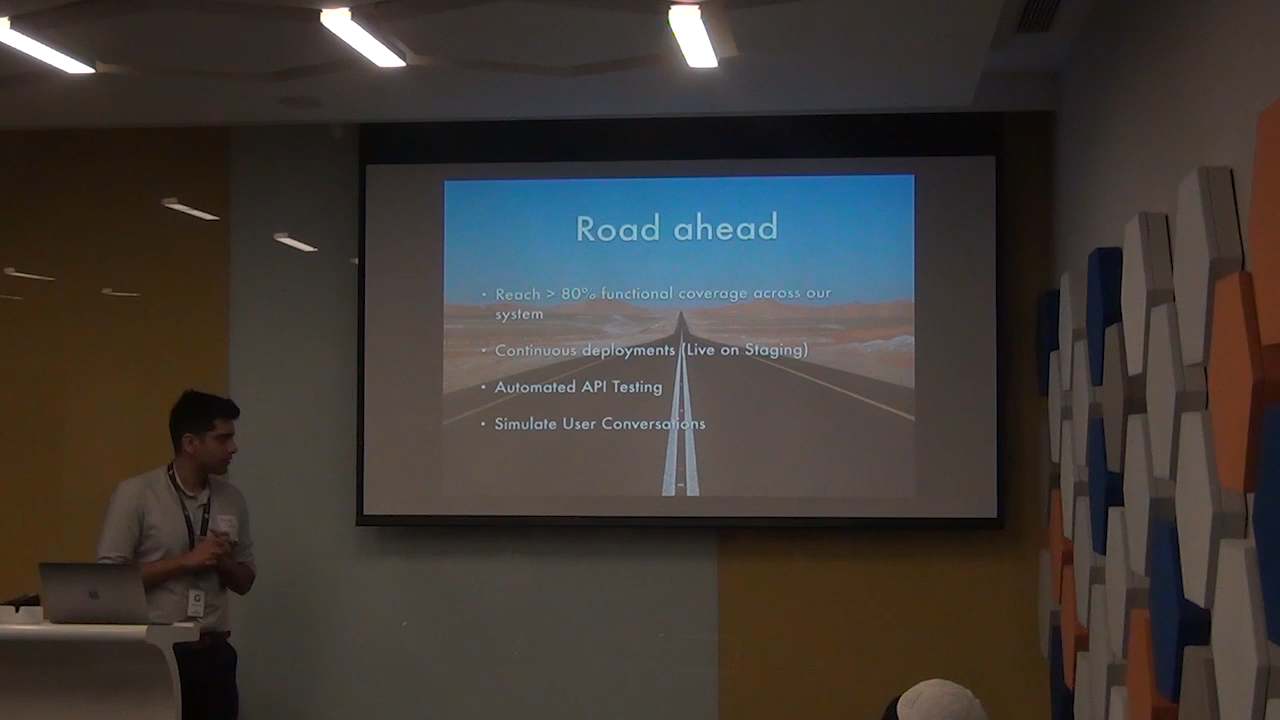 Road ahead
• Reach > 80% functional coverage across our
system
• Continuous deployments (Live on Staging)
• Automated API Testing
• Simulate User Conversations
G